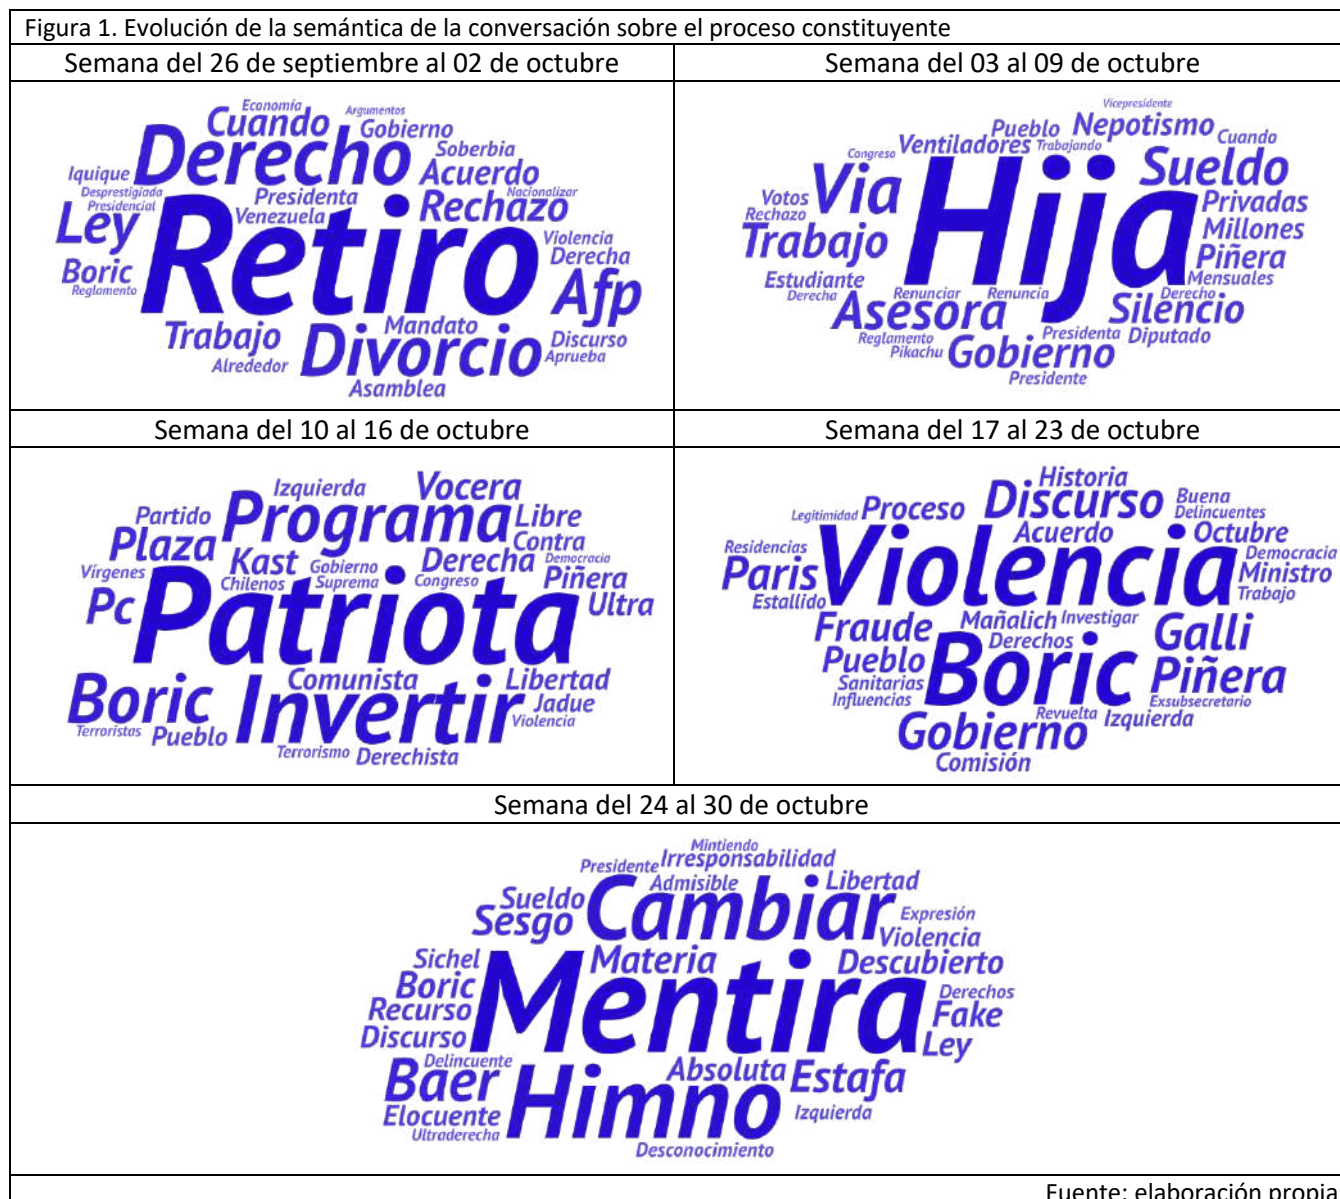 Figura 1. Evolución de la semántica de la conversación sobre el proceso constituyente
Semana del 26 de septiembre al 02 de octubre
Economía
Argumentos
Cuando
Gobierno
Derecho
Soberbia
Iquique
Acuerdo
Desprestigiada
Presidencial
Presidenta
Nacionalizar
Venezuela
Rechazo
Ley
Retiro
Violencia
Derecha
Boric
Reglamento
Afp
Trabajo
Mandato
Divorcio
Discurso
Aprueba
Alrededor
Asamblea
Semana del 03 al 09 de octubre
Vicepresidente
Pueblo
Nepotismo
Cuando
Ventiladores
Trabajando
Congreso
Sueldo
Via
Hija
Votos
Rechazo
Privadas
Trabajo
Millones
Piñera
Estudiante
Mensuales
Derecha
Renunciar
Renuncia
Derecho
Asesora
Silencio
Reglamento
Presidenta
Diputado
Pikachu
Gobierno
Presidente
Semana del 10 al 16 de octubre
Izquierda
Vocera
Partido
Programa
Libre
Plaza
Contra
Kast
Gobierno
Derecha
Democracia
Vírgenes
Chilenos
Suprema
Congreso
Piñera
Pc
Patriota
Ultra
Boric
Comunista
Libertad
Invertir
Jadue
Terroristas
Pueblo
Violencia
Terrorismo
Derechista
Semana del 17 al 23 de octubre
Historia
Discurso
Buena
Delincuentes
Legitimidad
Proceso
Acuerdo
Octubre
Residencias
Violencia
Democracia
Paris
Ministro
Estallido
Trabajo
Fraude
Mañalich
Investigar
Galli
Derechos
Pueblo
Boric
Sanitarias
Piñera
Influencias
Exsubsecretario
Revuelta
Izquierda
Gobierno
Comisión
Semana del 24 al 30 de octubre
Mintiendo
Presidente
Irresponsabilidad
Admisible
Libertad
Sueldo
Cambiar
Sesgo
Expresión
Violencia
Sichel
Materia
Descubierto
Boric
Mentira
Derechos
Recurso
Fake
Discurso
Ley
Delincuente
Absoluta
Estafa
Baer
Himno
Elocuente
Izquierda
Ultraderecha
Desconocimiento
Fuente: elaboración propia